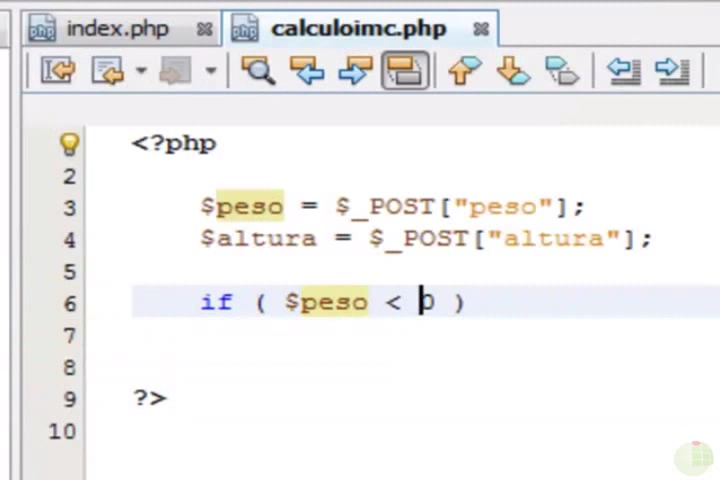 index.php calculoimc.php
<?php
2
3 $peso = $_POST["peso"];
4 $altura = $_POST["altura"];
5
6 if ( $peso < 0 )
7
8
9 ?>
10